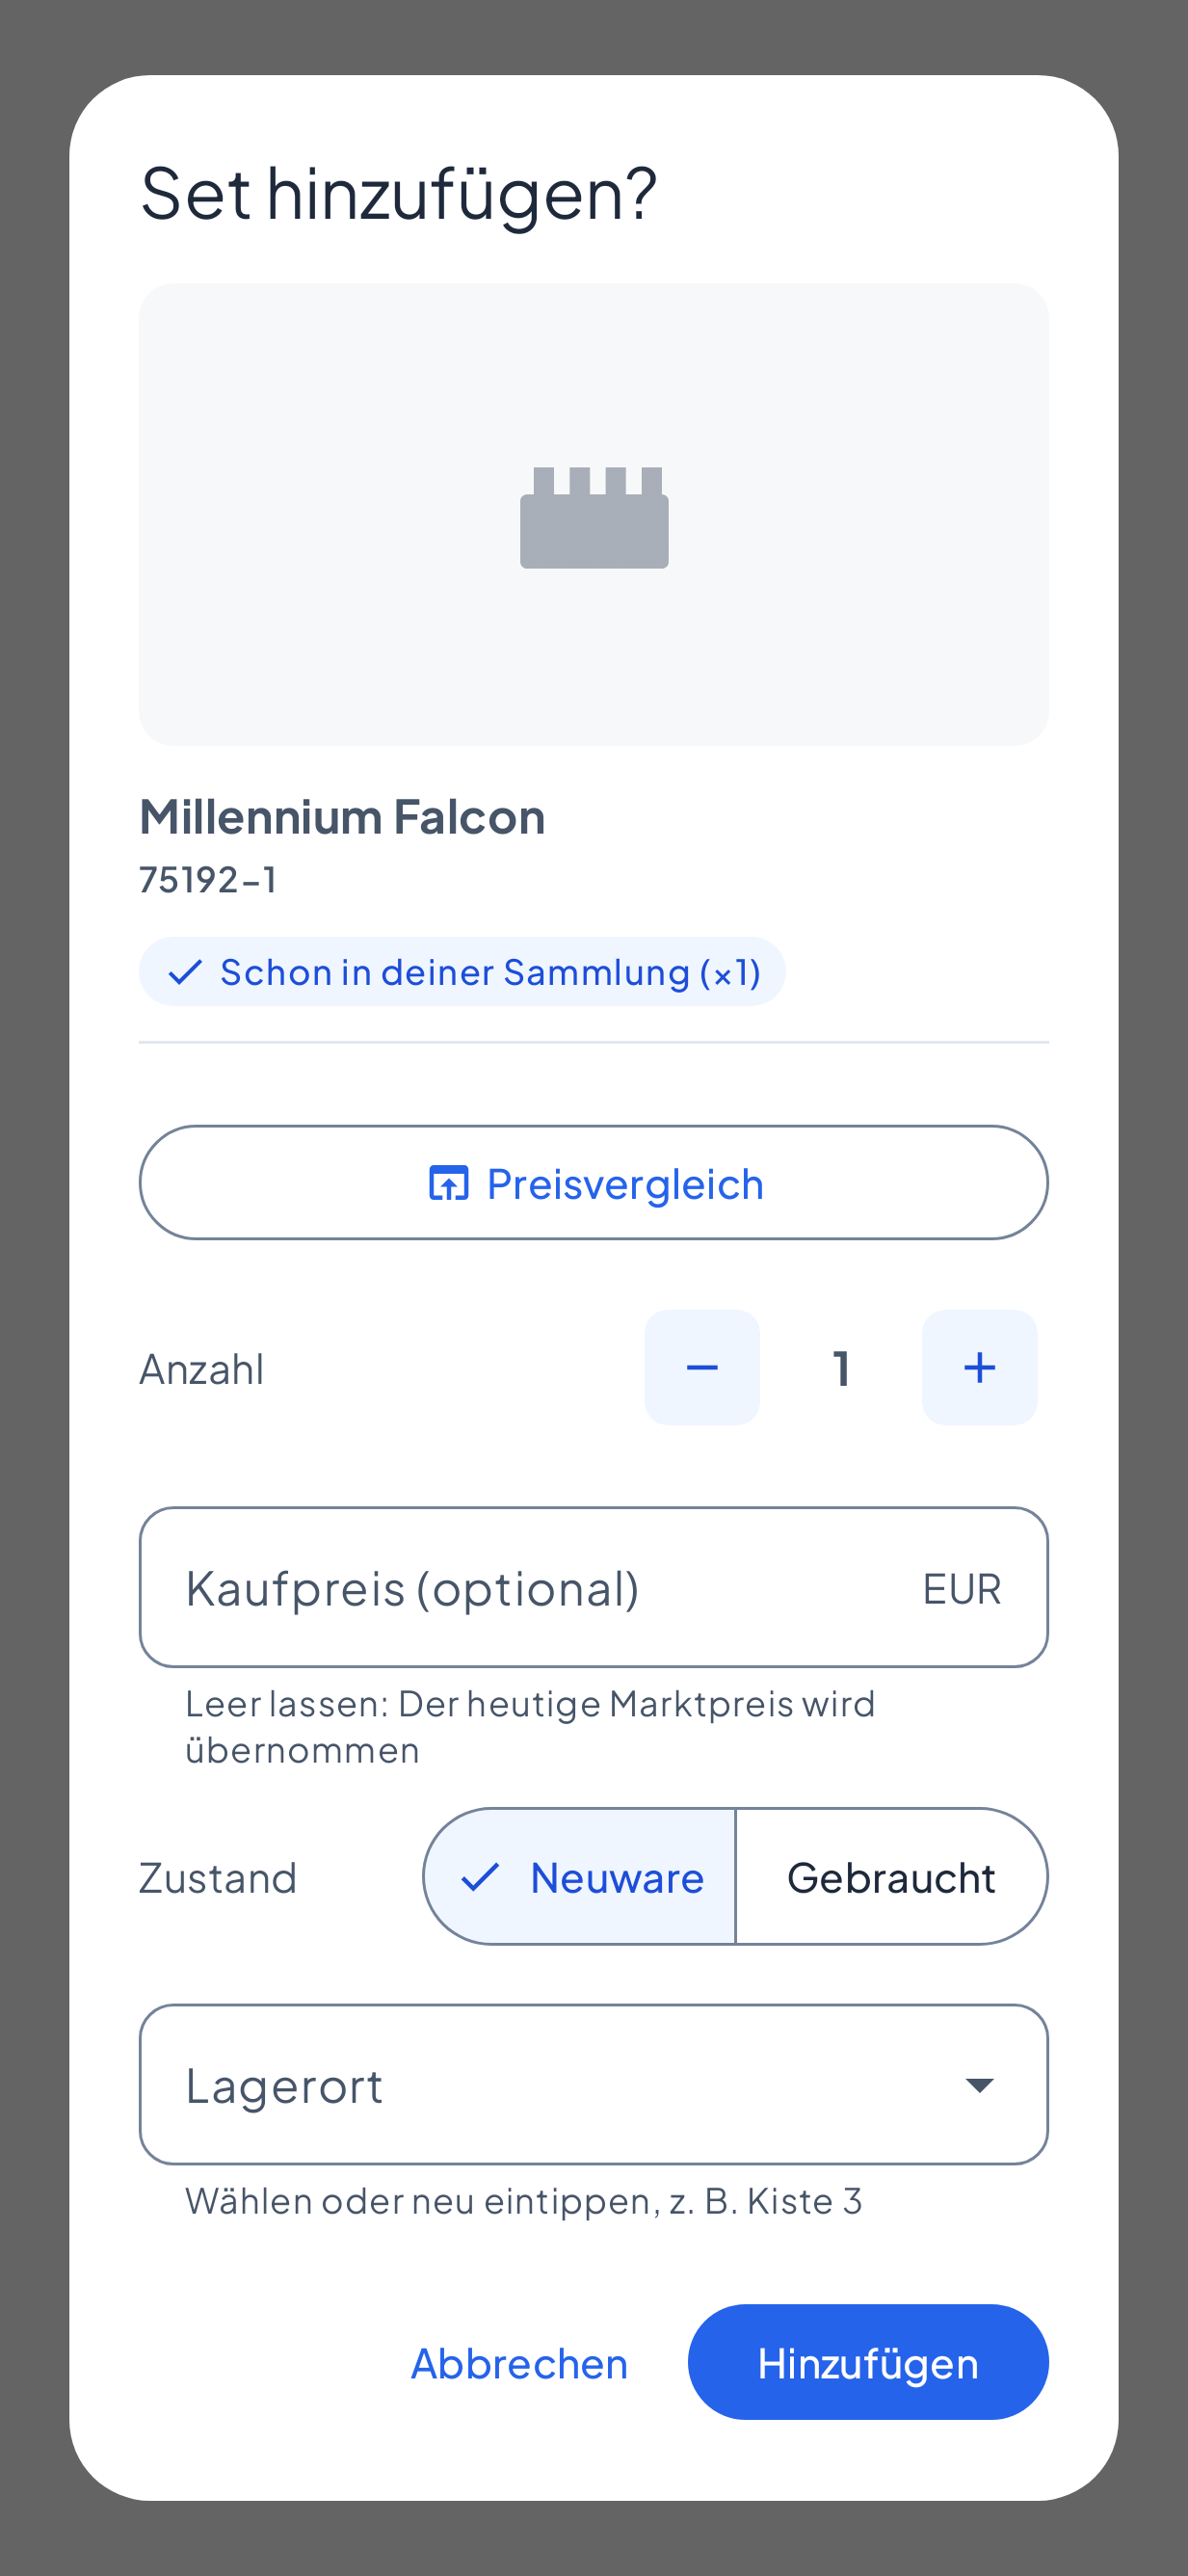 Set hinzufügen?
Millennium Falcon
75192-1
Schon in deiner Sammlung (×1)
Preisvergleich
Anzahl
1
Kaufpreis (optional)
EUR
Leer lassen: Der heutige Marktpreis wird
übernommen
Zustand
Neuware
Gebraucht
Lagerort
Wählen oder neu eintippen, z. B. Kiste 3
Abbrechen
Hinzufügen